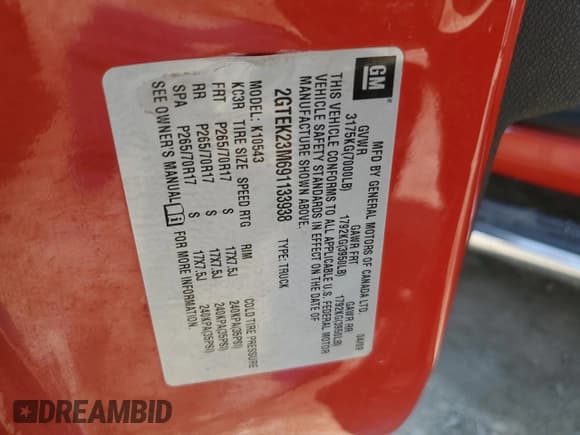 GM
®
MFD BY GENERAL MOTORS OF CANADA LTD.
04/09
GVWR GAWR FRT GAWR RR
3175KG(7000LB) 1792KG(3950LB) 1792KG(3950LB)
THIS VEHICLE CONFORMS TO ALL APPLICABLE U.S. FEDERAL MOTOR
VEHICLE SAFETY STANDARDS IN EFFECT ON THE DATE OF
MANUFACTURE SHOWN ABOVE.
2GTEK23M691133938 TYPE: TRUCK
MODEL: K10543
KC3R TIRE SIZE SPEED RTG RIM COLD TIRE PRESSURE
FRT P265/70R17 S 17X7.5J 240KPA(35PSI)
RR P265/70R17 S 17X7.5J 240KPA(35PSI)
SPA P265/70R17 S 17X7.5J 240KPA(35PSI)
SEE OWNER'S MANUAL i FOR MORE INFORMATION.
DREAMBID